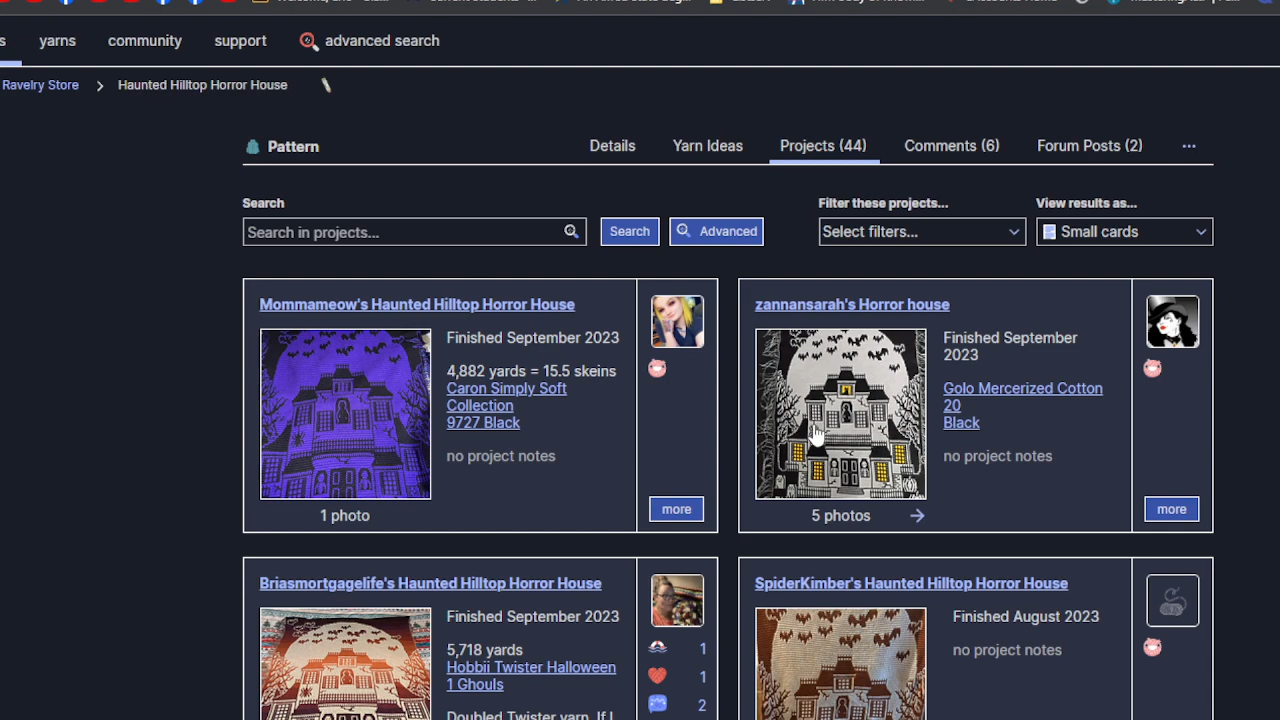 yarns
community
support
advanced search
Ravelry Store
Haunted Hilltop Horror House
Pattern
Details
Yarn Ideas
Projects (44)
Comments (6)
Forum Posts (2)
Search
Search in projects...
Search
Advanced
Filter these projects...
Select filters...
View results as...
Small cards
Mommameow's Haunted Hilltop Horror House
Finished September 2023
4,882 yards = 15.5 skeins
Caron Simply Soft
Collection
9727 Black
no project notes
1 photo
more
zannansarah's Horror house
Finished September
2023
Golo Mercerized Cotton
20
Black
no project notes
5 photos
more
Briasmortgagelife's Haunted Hilltop Horror House
Finished September 2023
5,718 yards
Hobbii Twister Halloween
1 Ghouls
Doubled Twister yarn. If I
1
1
2
SpiderKimber's Haunted Hilltop Horror House
Finished August 2023
no project notes